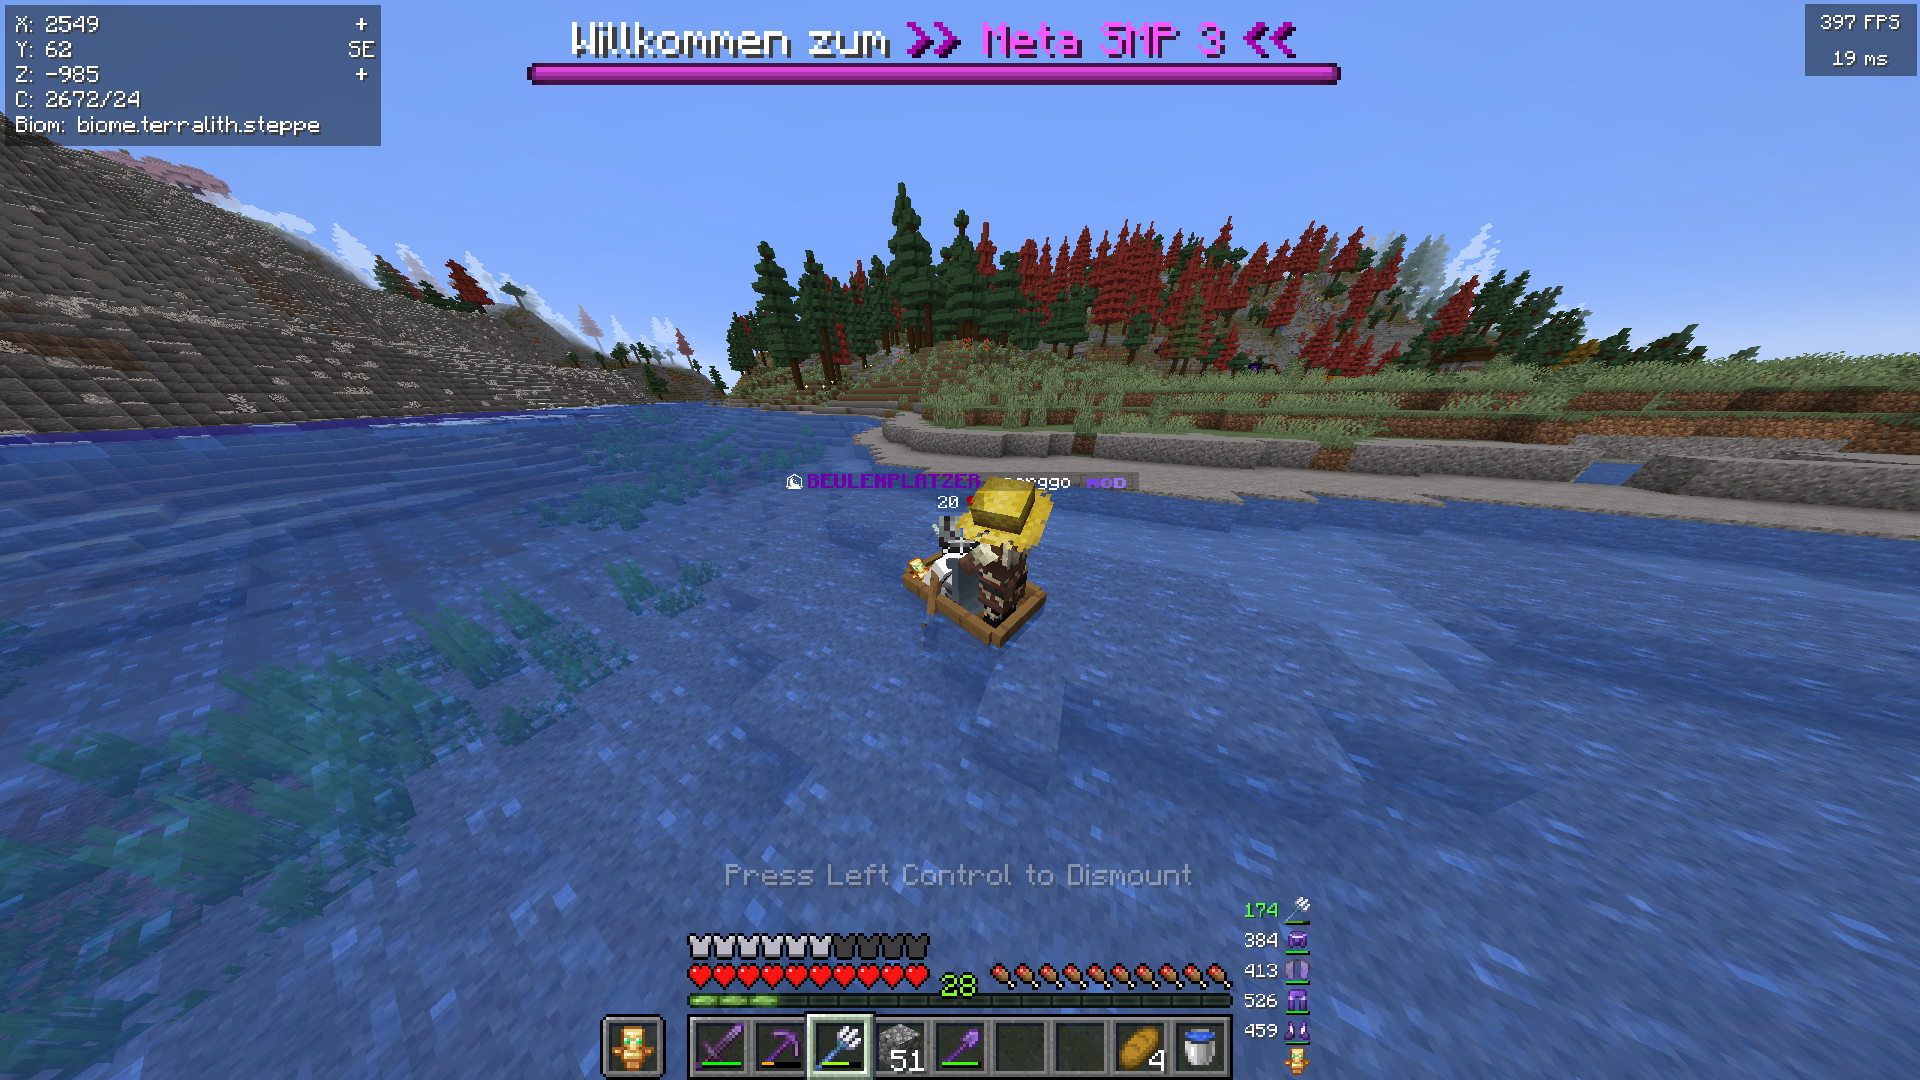 X: 2549 +
Y: 62 SE
Z: -985 +
C: 2672/24
Biom: biome.terralith.steppe
Willkommen zum >> Meta SMP 3 <<
397 FPS
19 ms
BEULENPLATZER MOD
20
Press Left Control to Dismount
174
384
413
526
459
28
51
4